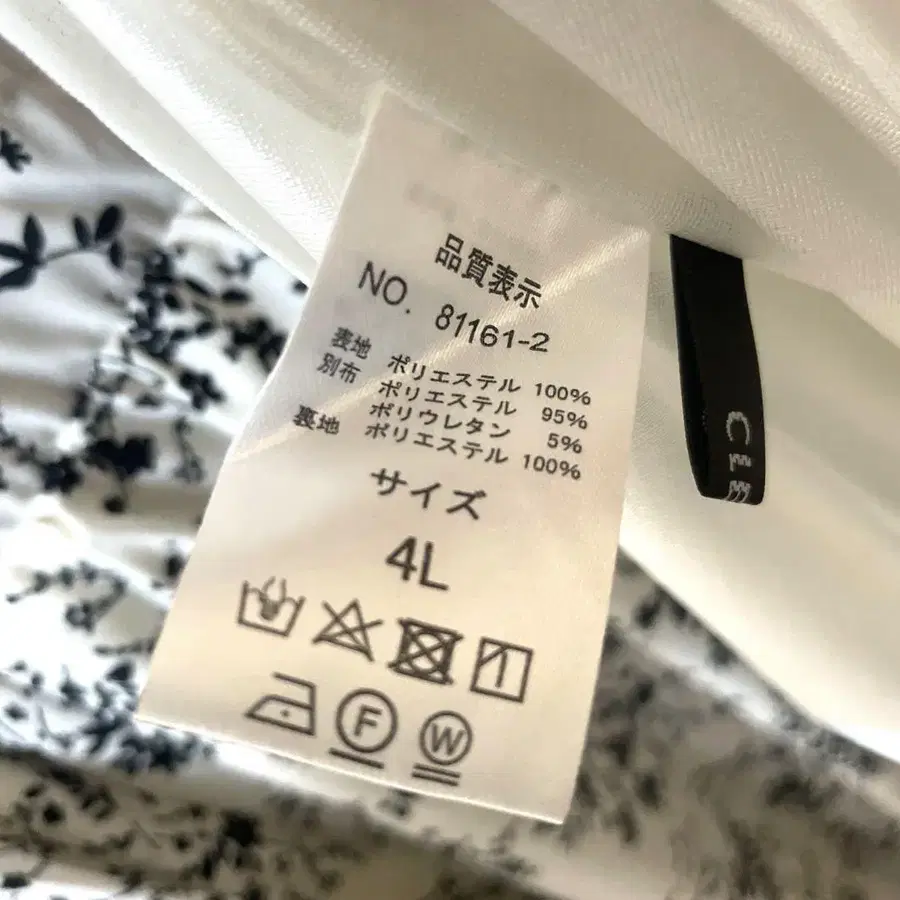 品質表示
NO. 81161-2
表地 ポリエステル 100%
別布 ポリエステル 95%
ポリウレタン 5%
裏地 ポリエステル 100%
サイズ
4L
F W